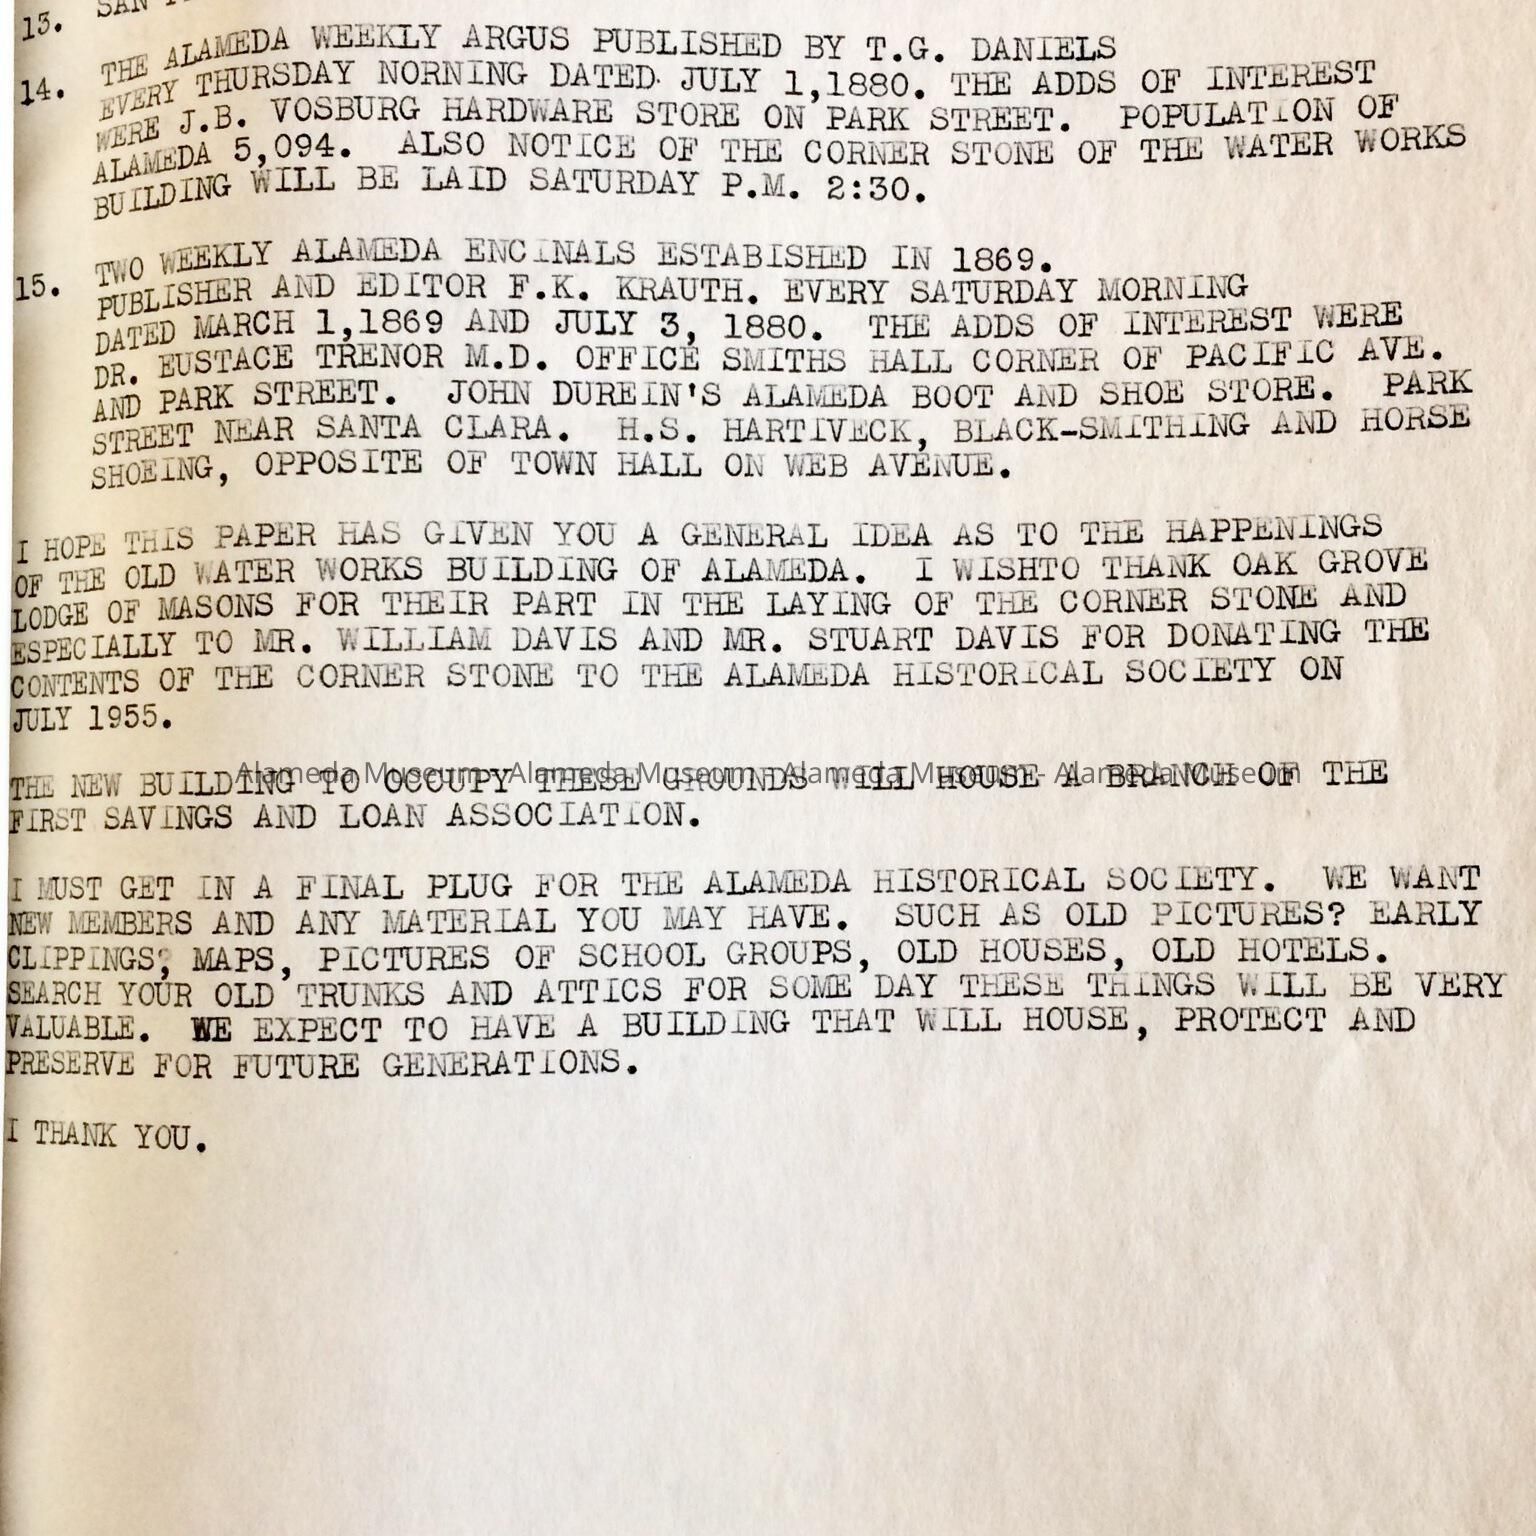 13. SAN
14. THE ALAMEDA WEEKLY ARGUS PUBLISHED BY T.G. DANIELS
EVERY THURSDAY NORNING DATED JULY 1,1880. THE ADDS OF INTEREST
WERE J.B. VOSBURG HARDWARE STORE ON PARK STREET. POPULATION OF
ALAMEDA 5,094. ALSO NOTICE OF THE CORNER STONE OF THE WATER WORKS
BUILDING WILL BE LAID SATURDAY P.M. 2:30.
15. TWO WEEKLY ALAMEDA ENCINALS ESTABISHED IN 1869.
PUBLISHER AND EDITOR F.K. KRAUTH. EVERY SATURDAY MORNING
DATED MARCH 1,1869 AND JULY 3, 1880. THE ADDS OF INTEREST WERE
DR. EUSTACE TRENOR M.D. OFFICE SMITHS HALL CORNER OF PACIFIC AVE.
AND PARK STREET. JOHN DUREIN'S ALAMEDA BOOT AND SHOE STORE. PARK
STREET NEAR SANTA CLARA. H.S. HARTIVECK, BLACK-SMITHING AND HORSE
SHOEING, OPPOSITE OF TOWN HALL ON WEB AVENUE.
I HOPE THIS PAPER HAS GIVEN YOU A GENERAL IDEA AS TO THE HAPPENINGS
OF THE OLD WATER WORKS BUILDING OF ALAMEDA. I WISHTO THANK OAK GROVE
LODGE OF MASONS FOR THEIR PART IN THE LAYING OF THE CORNER STONE AND
ESPECIALLY TO MR. WILLIAM DAVIS AND MR. STUART DAVIS FOR DONATING THE
CONTENTS OF THE CORNER STONE TO THE ALAMEDA HISTORICAL SOCIETY ON
JULY 1955.
Alameda Museum - Alameda Museum - Alameda Museum - Alameda Museum
THE NEW BUILDING TO OCCUPY THESE GROUNDS WILL HOUSE A BRANCH OF THE
FIRST SAVINGS AND LOAN ASSOCIATION.
I MUST GET IN A FINAL PLUG FOR THE ALAMEDA HISTORICAL SOCIETY. WE WANT
NEW MEMBERS AND ANY MATERIAL YOU MAY HAVE. SUCH AS OLD PICTURES? EARLY
CLIPPINGS, MAPS, PICTURES OF SCHOOL GROUPS, OLD HOUSES, OLD HOTELS.
SEARCH YOUR OLD TRUNKS AND ATTICS FOR SOME DAY THESE THINGS WILL BE VERY
VALUABLE. WE EXPECT TO HAVE A BUILDING THAT WILL HOUSE, PROTECT AND
PRESERVE FOR FUTURE GENERATIONS.
I THANK YOU.